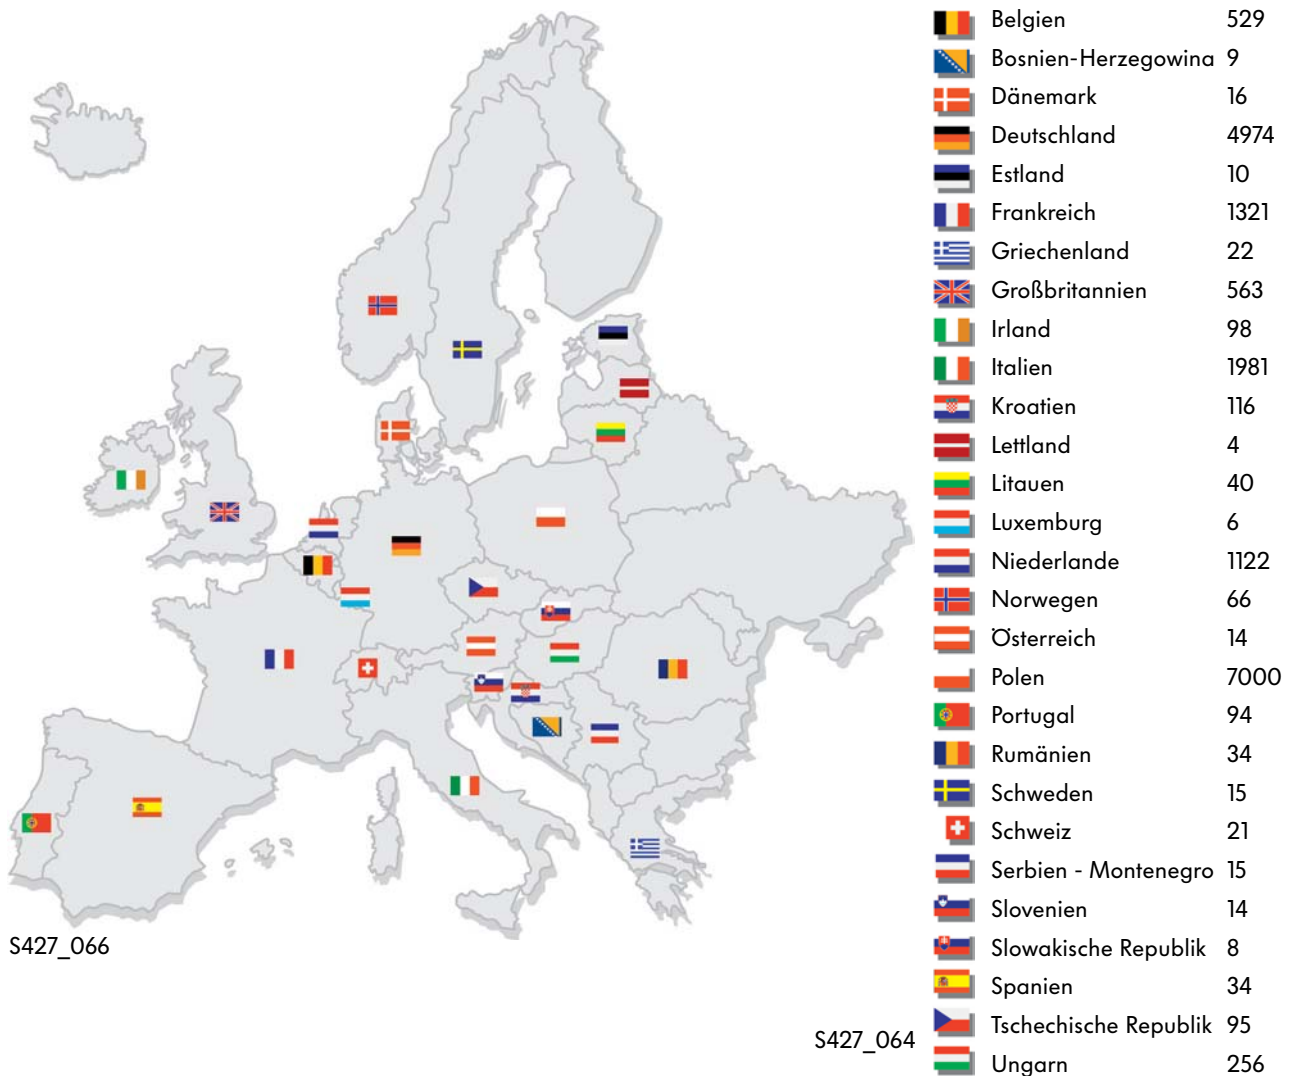 Belgien 529
Bosnien-Herzegowina 9
Dänemark 16
Deutschland 4974
Estland 10
Frankreich 1321
Griechenland 22
Großbritannien 563
Irland 98
Italien 1981
Kroatien 116
Lettland 4
Litauen 40
Luxemburg 6
Niederlande 1122
Norwegen 66
Österreich 14
Polen 7000
Portugal 94
Rumänien 34
Schweden 15
Schweiz 21
Serbien - Montenegro 15
Slovenien 14
Slowakische Republik 8
Spanien 34
Tschechische Republik 95
Ungarn 256
S427_066
S427_064